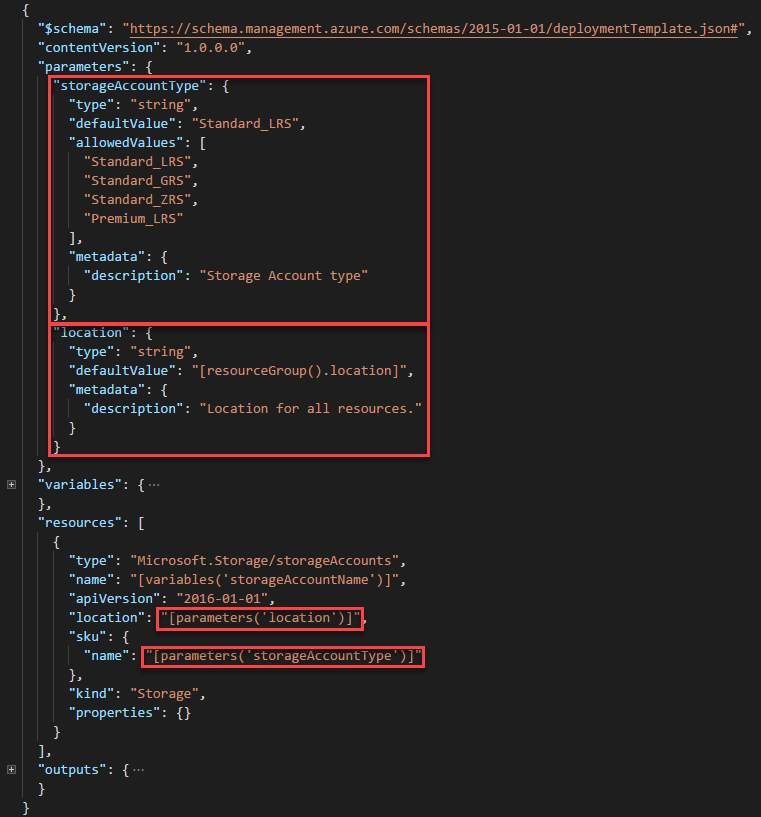 {
"$schema": "https://schema.management.azure.com/schemas/2015-01-01/deploymentTemplate.json#",
"contentVersion": "1.0.0.0",
"parameters": {
"storageAccountType": {
"type": "string",
"defaultValue": "Standard_LRS",
"allowedValues": [
"Standard_LRS",
"Standard_GRS",
"Standard_ZRS",
"Premium_LRS"
],
"metadata": {
"description": "Storage Account type"
}
},
"location": {
"type": "string",
"defaultValue": "[resourceGroup().location]",
"metadata": {
"description": "Location for all resources."
}
}
},
"variables": {···
},
"resources": [
{
"type": "Microsoft.Storage/storageAccounts",
"name": "[variables('storageAccountName')]",
"apiVersion": "2016-01-01",
"location": "[parameters('location')]",
"sku": {
"name": "[parameters('storageAccountType')]"
},
"kind": "Storage",
"properties": {}
}
],
"outputs": {···
}
}